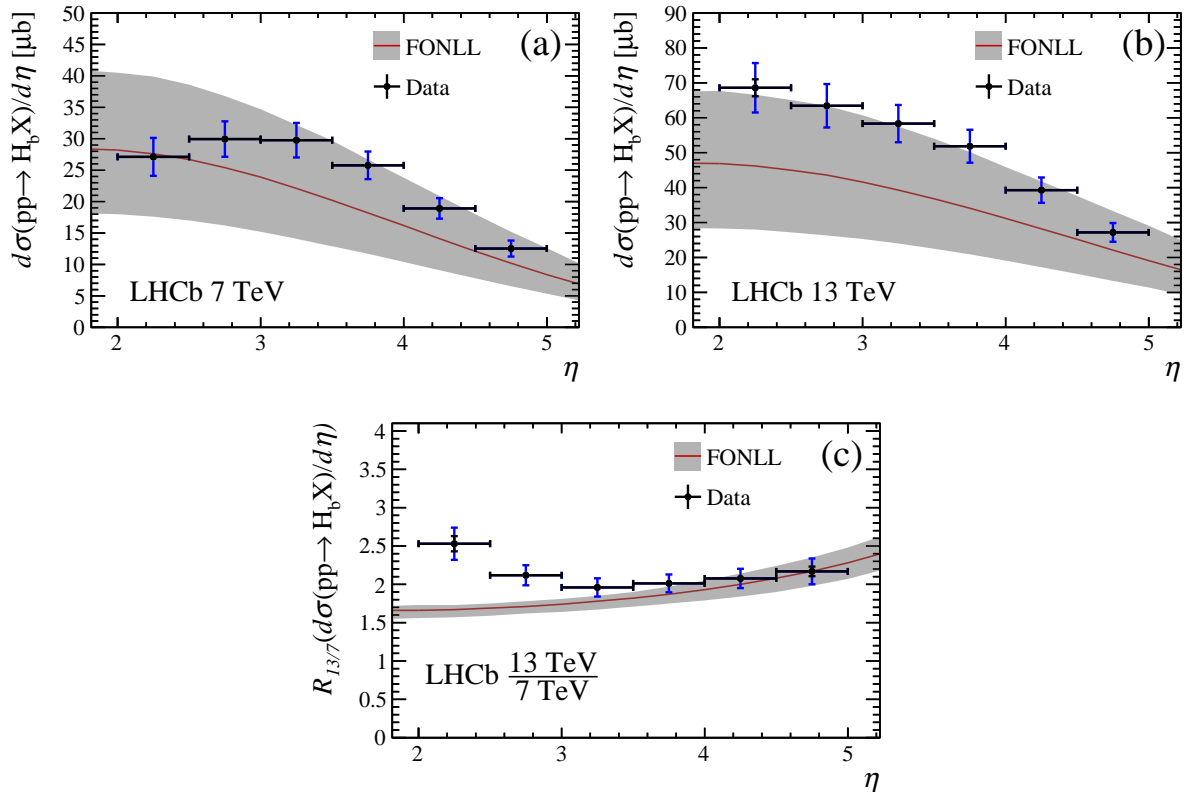 dσ(pp→ H_bX)/dη [μb]
50
45
40
35
30
25
20
15
10
5
0
FONLL
Data
(a)
LHCb 7 TeV
2 3 4 5
η
dσ(pp→ H_bX)/dη [μb]
90
80
70
60
50
40
30
20
10
0
FONLL
Data
(b)
LHCb 13 TeV
2 3 4 5
η
R_13/7(dσ(pp→ H_bX)/dη)
4
3.5
3
2.5
2
1.5
1
0.5
0
FONLL
Data
(c)
LHCb 13 TeV
7 TeV
2 3 4 5
η